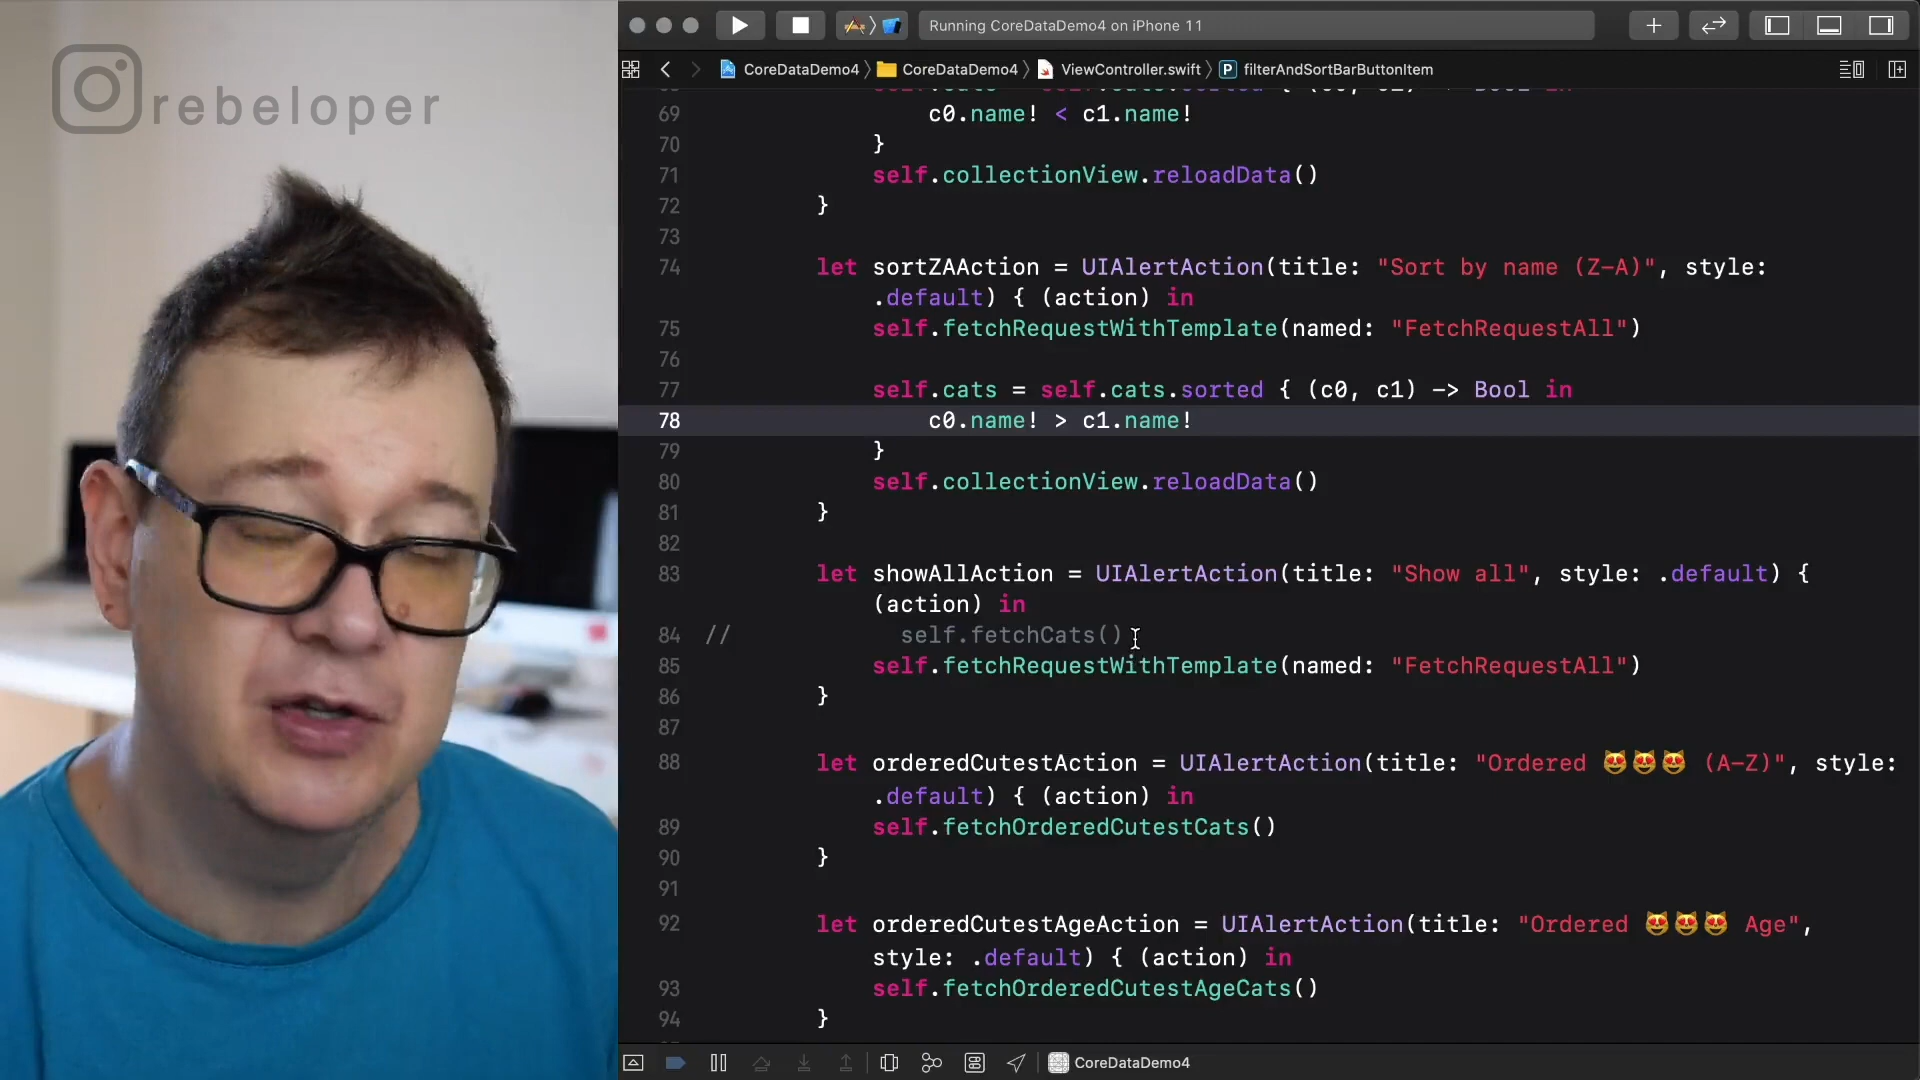 rebeloper
Running CoreDataDemo4 on iPhone 11
CoreDataDemo4 〉 CoreDataDemo4 〉 ViewController.swift 〉 P filterAndSortBarButtonItem
69 c0.name! < c1.name!
70 }
71 self.collectionView.reloadData()
72 }
73
74 let sortZAAction = UIAlertAction(title: "Sort by name (Z-A)", style:
.default) { (action) in
75 self.fetchRequestWithTemplate(named: "FetchRequestAll")
76
77 self.cats = self.cats.sorted { (c0, c1) -> Bool in
78 c0.name! > c1.name!
79 }
80 self.collectionView.reloadData()
81 }
82
83 let showAllAction = UIAlertAction(title: "Show all", style: .default) {
(action) in
84 // self.fetchCats()
85 self.fetchRequestWithTemplate(named: "FetchRequestAll")
86 }
87
88 let orderedCutestAction = UIAlertAction(title: "Ordered 😻😻😻 (A-Z)", style:
.default) { (action) in
89 self.fetchOrderedCutestCats()
90 }
91
92 let orderedCutestAgeAction = UIAlertAction(title: "Ordered 😻😻😻 Age",
style: .default) { (action) in
93 self.fetchOrderedCutestAgeCats()
94 }
CoreDataDemo4